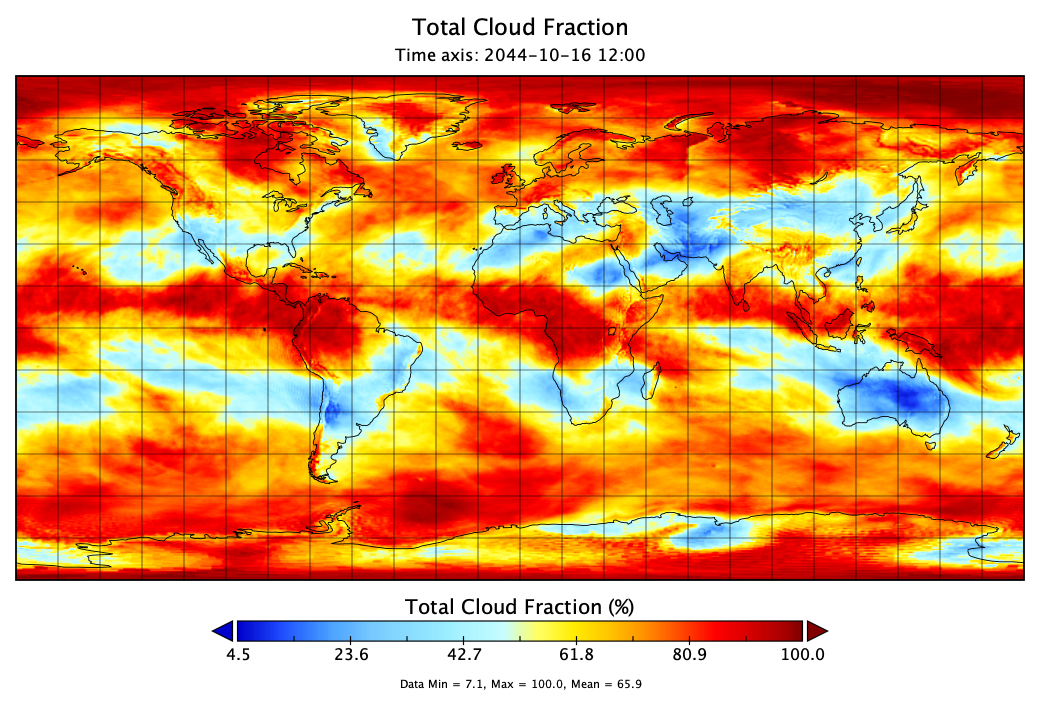 Total Cloud Fraction
Time axis: 2044-10-16 12:00
Total Cloud Fraction (%)
4.5 23.6 42.7 61.8 80.9 100.0
Data Min = 7.1, Max = 100.0, Mean = 65.9